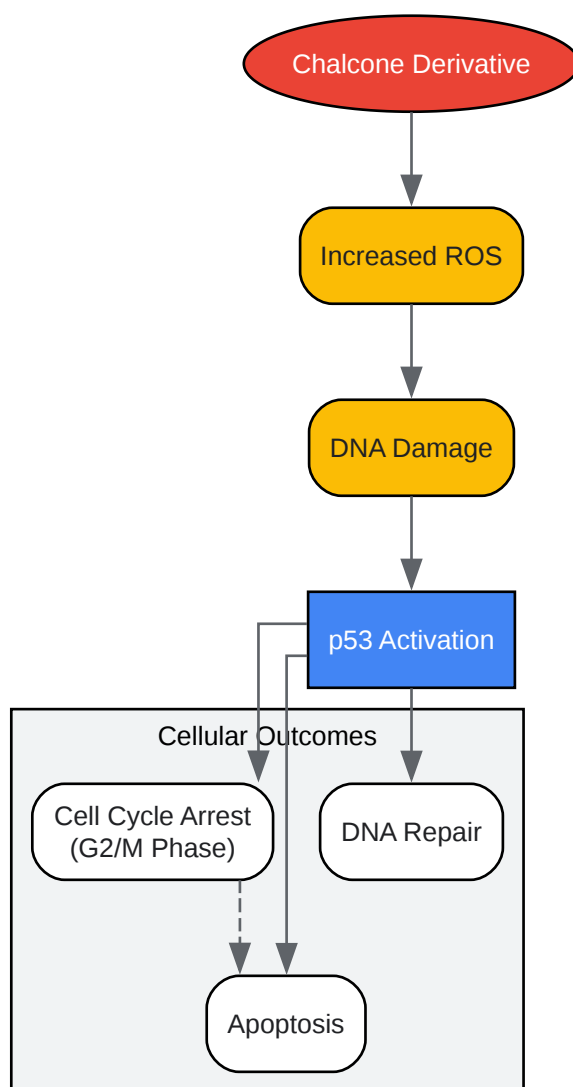 Chalcone Derivative
Increased ROS
DNA Damage
p53 Activation
Cellular Outcomes
Cell Cycle Arrest
(G2/M Phase)
DNA Repair
Apoptosis